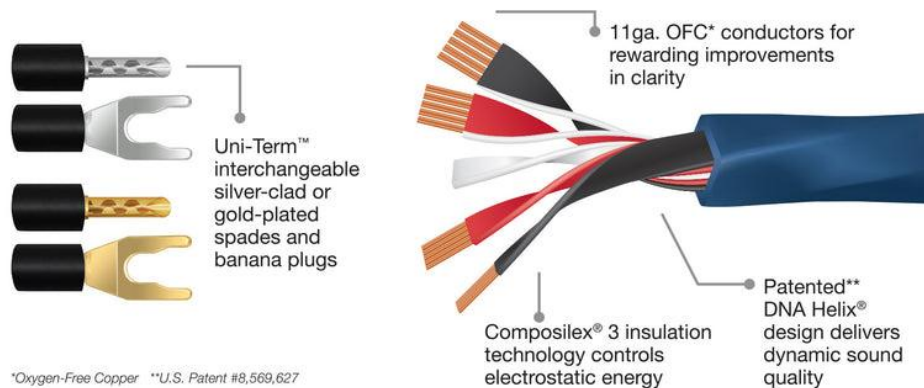 11ga. OFC* conductors for
rewarding improvements
in clarity
Uni-Term™
interchangeable
silver-clad or
gold-plated
spades and
banana plugs
Composilex® 3 insulation
technology controls
electrostatic energy
Patented**
DNA Helix®
design delivers
dynamic sound
quality
*Oxygen-Free Copper **U.S. Patent #8,569,627